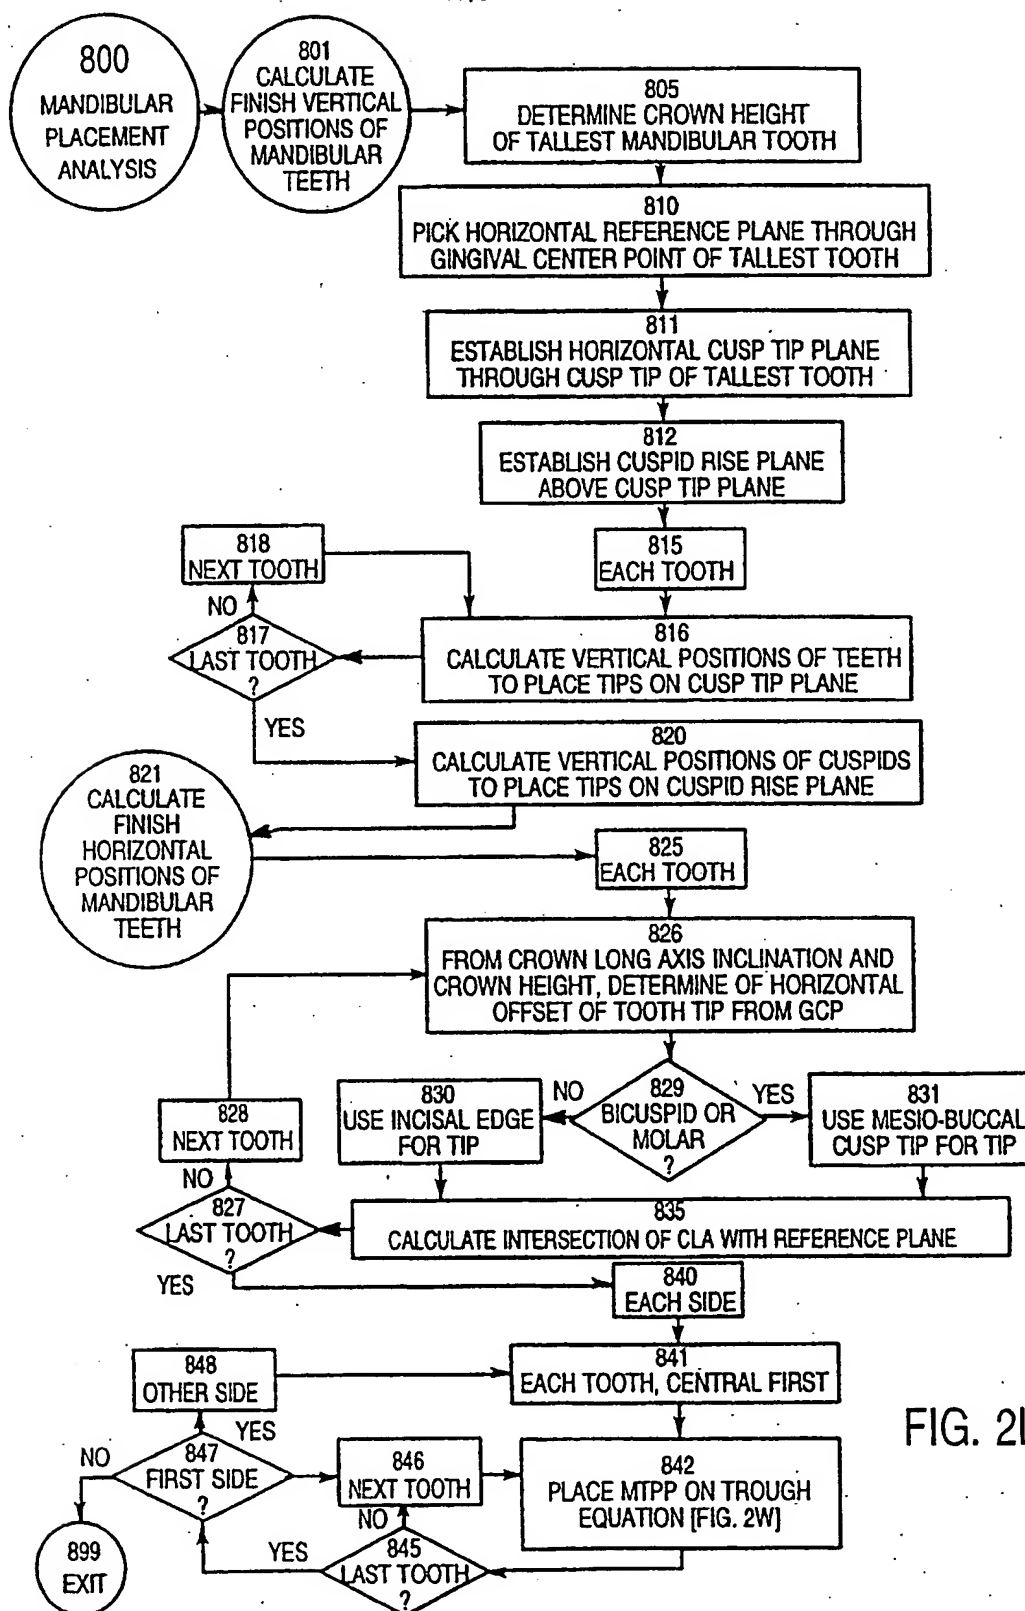 800
MANDIBULAR
PLACEMENT
ANALYSIS
801
CALCULATE
FINISH VERTICAL
POSITIONS OF
MANDIBULAR
TEETH
805
DETERMINE CROWN HEIGHT
OF TALLEST MANDIBULAR TOOTH
810
PICK HORIZONTAL REFERENCE PLANE THROUGH
GINGIVAL CENTER POINT OF TALLEST TOOTH
811
ESTABLISH HORIZONTAL CUSP TIP PLANE
THROUGH CUSP TIP OF TALLEST TOOTH
812
ESTABLISH CUSPID RISE PLANE
ABOVE CUSP TIP PLANE
815
EACH TOOTH
818
NEXT TOOTH
NO
817
LAST TOOTH
?
YES
816
CALCULATE VERTICAL POSITIONS OF TEETH
TO PLACE TIPS ON CUSP TIP PLANE
820
CALCULATE VERTICAL POSITIONS OF CUSPIDS
TO PLACE TIPS ON CUSPID RISE PLANE
821
CALCULATE
FINISH
HORIZONTAL
POSITIONS OF
MANDIBULAR
TEETH
825
EACH TOOTH
826
FROM CROWN LONG AXIS INCLINATION AND
CROWN HEIGHT, DETERMINE OF HORIZONTAL
OFFSET OF TOOTH TIP FROM GCP
829
BICUSPID OR
MOLAR
?
NO
YES
830
USE INCISAL EDGE
FOR TIP
831
USE MESIO-BUCCAL
CUSP TIP FOR TIP
828
NEXT TOOTH
NO
827
LAST TOOTH
?
YES
835
CALCULATE INTERSECTION OF CLA WITH REFERENCE PLANE
840
EACH SIDE
841
EACH TOOTH, CENTRAL FIRST
848
OTHER SIDE
YES
NO
847
FIRST SIDE
?
846
NEXT TOOTH
NO
842
PLACE MTPP ON TROUGH
EQUATION [FIG. 2W]
845
LAST TOOTH
?
YES
899
EXIT